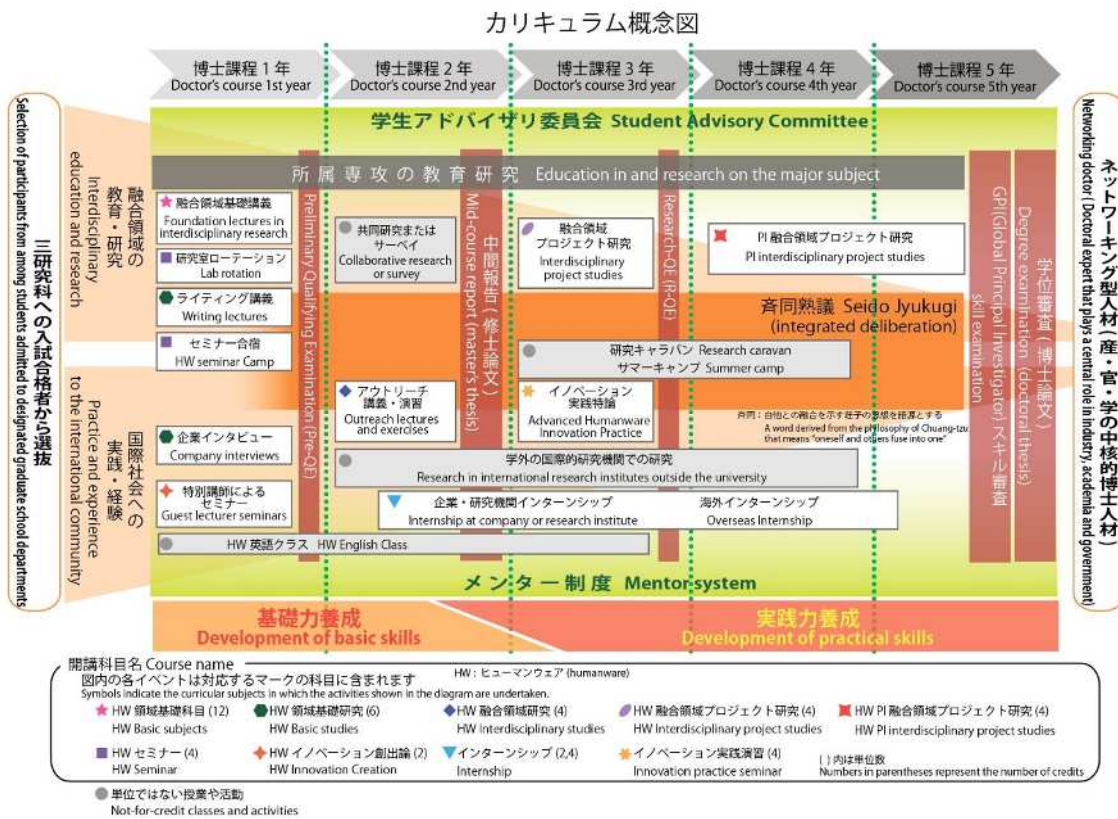 カリキュラム概念図
博士課程 1 年
Doctor's course 1st year
博士課程 2 年
Doctor's course 2nd year
博士課程 3 年
Doctor's course 3rd year
博士課程 4 年
Doctor's course 4th year
博士課程 5 年
Doctor's course 5th year
三研究科への入試合格者から選抜
Selection of participants from among students admitted to designated graduate school departments
融合領域の
教育・研究
Interdisciplinary
education and research
国際社会への
実践・経験
Practice and experience
to the international community
学生アドバイザリ委員会 Student Advisory Committee
所属専攻の教育研究 Education in and research on the major subject
融合領域基礎講義
Foundation lectures in
interdisciplinary research
研究室ローテーション
Lab rotation
ライティング講義
Writing lectures
セミナー合宿
HW seminar Camp
企業インタビュー
Company interviews
特別講師による
セミナー
Guest lecturer seminars
HW 英語クラス HW English Class
Preliminary Qualifying Examination (Pre-QE)
共同研究または
サーベイ
Collaborative research
or survey
アウトリーチ
講義・演習
Outreach lectures
and exercises
中間報告 (修士論文)
Mid-course report (master's thesis)
融合領域
プロジェクト研究
Interdisciplinary
project studies
Research-QE (R-QE)
PI 融合領域プロジェクト研究
PI interdisciplinary project studies
斉同熟議 Seido Jyukugi
(integrated deliberation)
研究キャラバン Research caravan
サマーキャンプ Summer camp
イノベーション
実践特論
Advanced Humanware
Innovation Practice
A word derived from the philosophy of Chuang-tzu
that means "oneself and others fuse into one"
学外の国際的研究機関での研究
Research in international research institutes outside the university
企業・研究機関インターンシップ
Internship at company or research institute
海外インターンシップ
Overseas Internship
GPI(Global Principal Investigator) スキル審査
skill examination
学位審査 (博士論文)
Degree examination (doctoral thesis)
ネットワーキング型人材 (産・官・学の中核的博士人材)
Networking doctor (Doctoral expert that plays a central role in industry, academia and government)
メンター制度 Mentor system
基礎力養成
Development of basic skills
実践力養成
Development of practical skills
開講科目名 Course name
HW : ヒューマンウェア (humanware)
図内の各イベントは対応するマークの科目に含まれます
Symbols indicate the curricular subjects in which the activities shown in the diagram are undertaken.
HW 領域基礎科目 (12)
HW Basic subjects
HW 領域基礎研究 (6)
HW Basic studies
HW 融合領域研究 (4)
HW Interdisciplinary studies
HW 融合領域プロジェクト研究 (4)
HW Interdisciplinary project studies
HW PI 融合領域プロジェクト研究 (4)
HW PI interdisciplinary project studies
HW セミナー (4)
HW Seminar
HW イノベーション創出論 (2)
HW Innovation Creation
インターンシップ (2,4)
Internship
イノベーション実践演習 (4)
Innovation practice seminar
( ) 内は単位数
Numbers in parentheses represent the number of credits
単位ではない授業や活動
Not-for-credit classes and activities